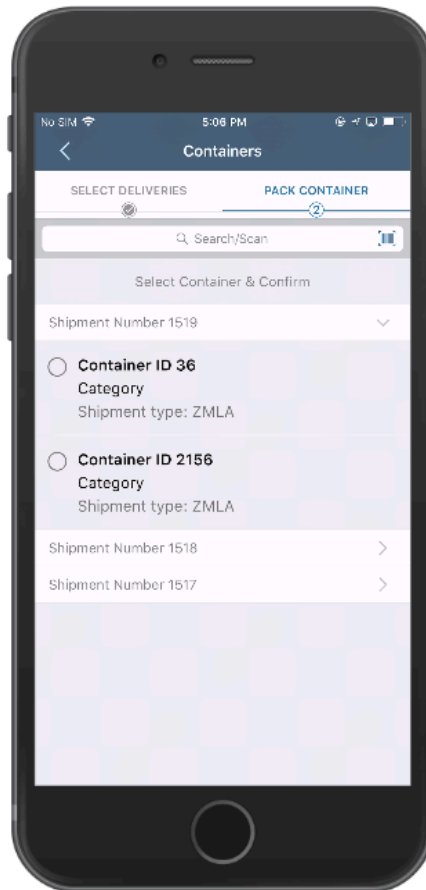 No SIM 5:06 PM
Containers
SELECT DELIVERIES PACK CONTAINER
2
Search/Scan
Select Container & Confirm
Shipment Number 1519
Container ID 36
Category
Shipment type: ZMLA
Container ID 2156
Category
Shipment type: ZMLA
Shipment Number 1518
Shipment Number 1517